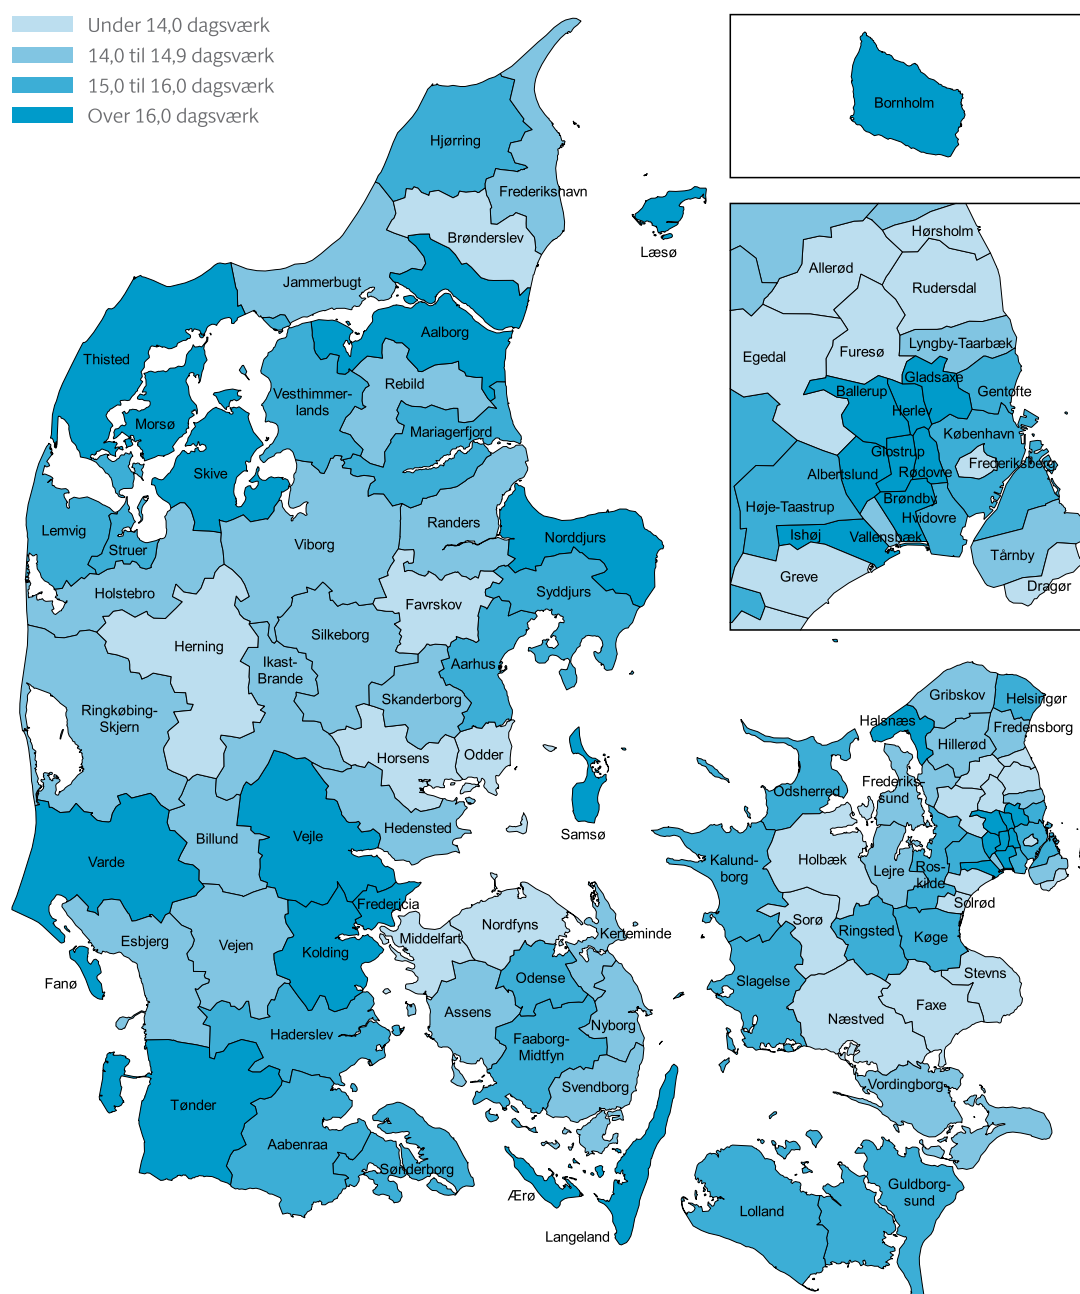 Under 14,0 dagsværk
14,0 til 14,9 dagsværk
15,0 til 16,0 dagsværk
Over 16,0 dagsværk
Bornholm
Hjørring
Frederikshavn
Brønderslev
Læsø
Jammerbugt
Aalborg
Thisted
Rebild
Vesthimmer-
lands
Morsø
Mariagerfjord
Skive
Lemvig
Struer
Viborg
Randers
Norddjurs
Holstebro
Favrskov
Syddjurs
Herning
Silkeborg
Ikast-
Brande
Aarhus
Skanderborg
Ringkøbing-
Skjern
Horsens
Odder
Samsø
Hedensted
Billund
Vejle
Varde
Fredericia
Esbjerg
Vejen
Kolding
Middelfart
Nordfyns
Kerteminde
Fanø
Odense
Assens
Nyborg
Haderslev
Faaborg-
Midtfyn
Svendborg
Tønder
Aabenraa
Sønderborg
Ærø
Langeland
Hørsholm
Allerød
Rudersdal
Egedal
Furesø
Lyngby-Taarbæk
Gladsaxe
Ballerup
Gentofte
Herlev
København
Glostrup
Frederiksberg
Albertslund
Rødovre
Brøndby
Høje-Taastrup
Hvidovre
Ishøj
Vallensbæk
Tårnby
Greve
Dragør
Gribskov
Helsingør
Halsnæs
Fredensborg
Hillerød
Frederiks-
sund
Odsherred
Kalund-
borg
Holbæk
Lejre
Ros-
kilde
Solrød
Sorø
Ringsted
Køge
Slagelse
Stevns
Faxe
Næstved
Vordingborg
Guldborg-
sund
Lolland